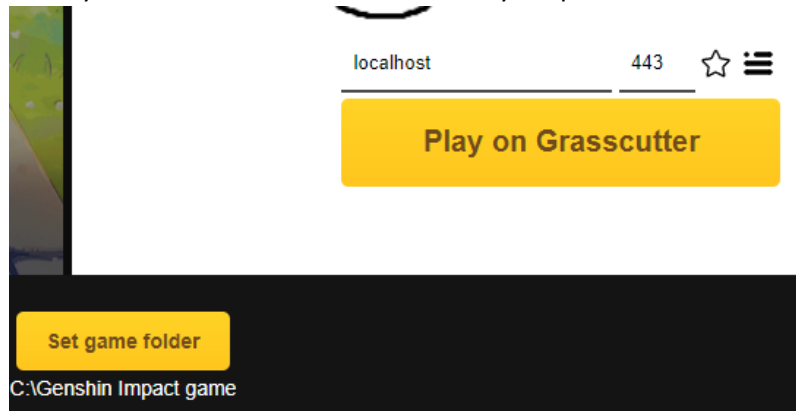 localhost 443
Play on Grasscutter
Set game folder
C:\Genshin Impact game